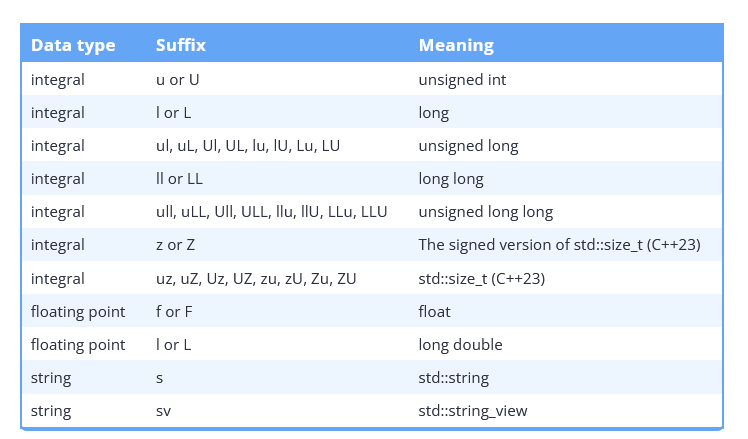 Data type Suffix Meaning
integral u or U unsigned int
integral l or L long
integral ul, uL, Ul, UL, lu, lU, Lu, LU unsigned long
integral ll or LL long long
integral ull, uLL, Ull, ULL, llu, llU, LLu, LLU unsigned long long
integral z or Z The signed version of std::size_t (C++23)
integral uz, uZ, Uz, UZ, zu, zU, Zu, ZU std::size_t (C++23)
floating point f or F float
floating point l or L long double
string s std::string
string sv std::string_view